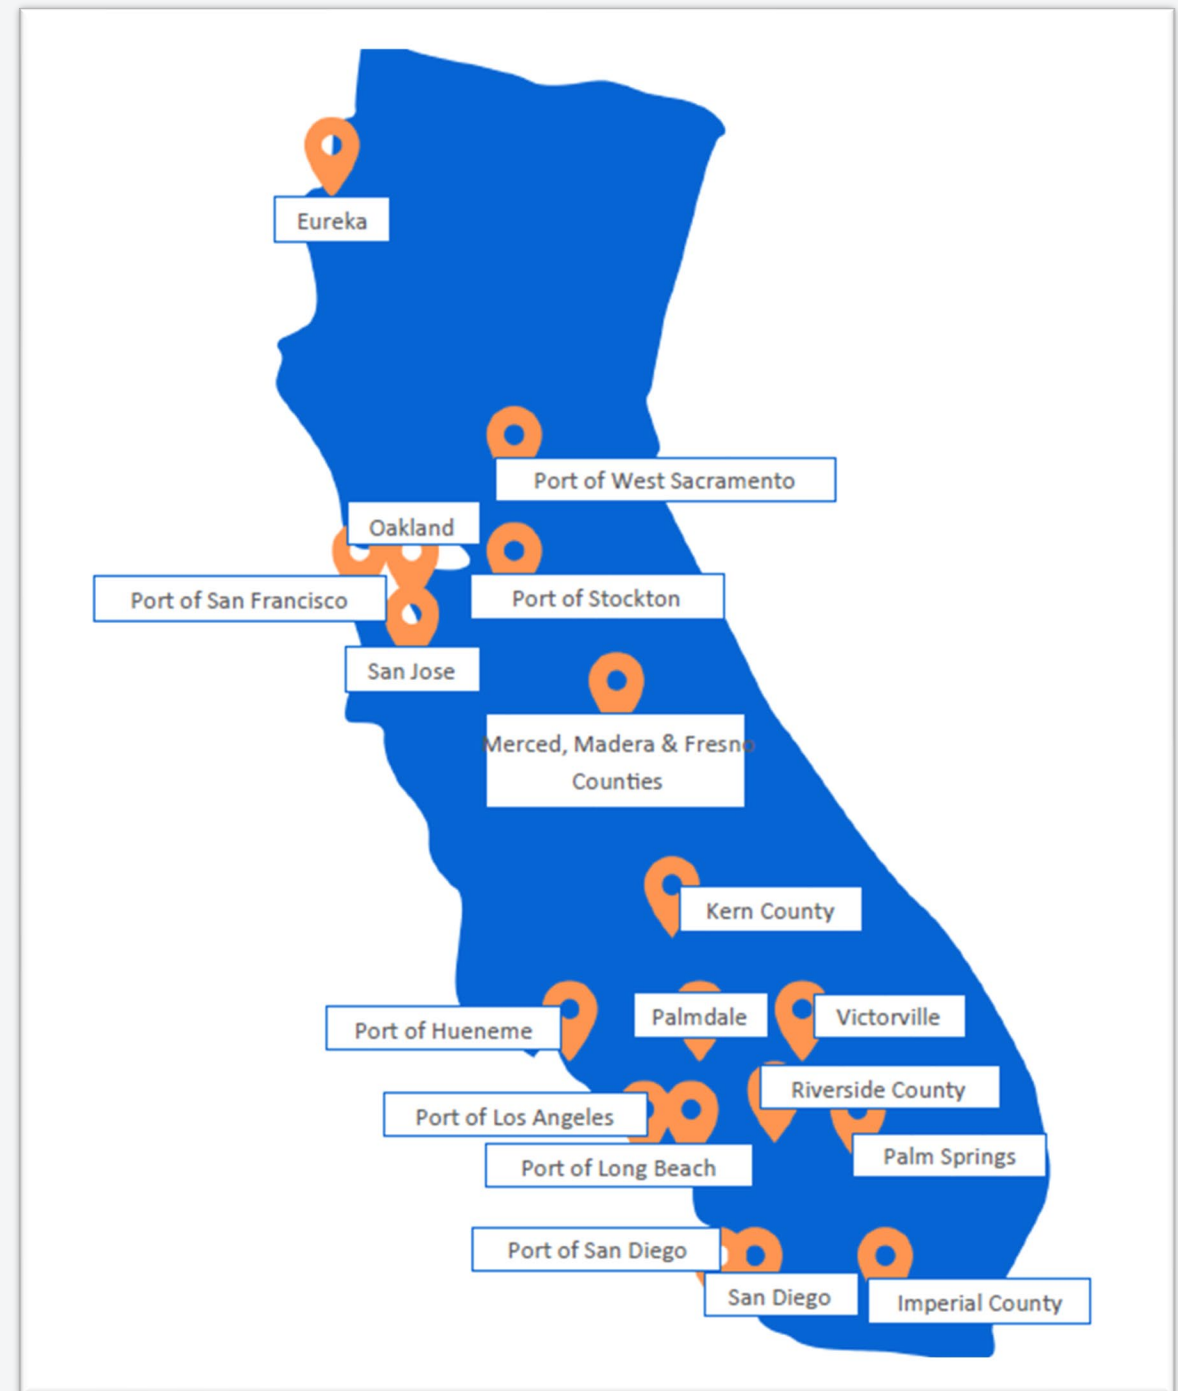 Eureka
Port of West Sacramento
Oakland
Port of San Francisco
Port of Stockton
San Jose
Merced, Madera & Fresno
Counties
Kern County
Port of Hueneme
Palmdale
Victorville
Riverside County
Port of Los Angeles
Palm Springs
Port of Long Beach
Port of San Diego
San Diego
Imperial County